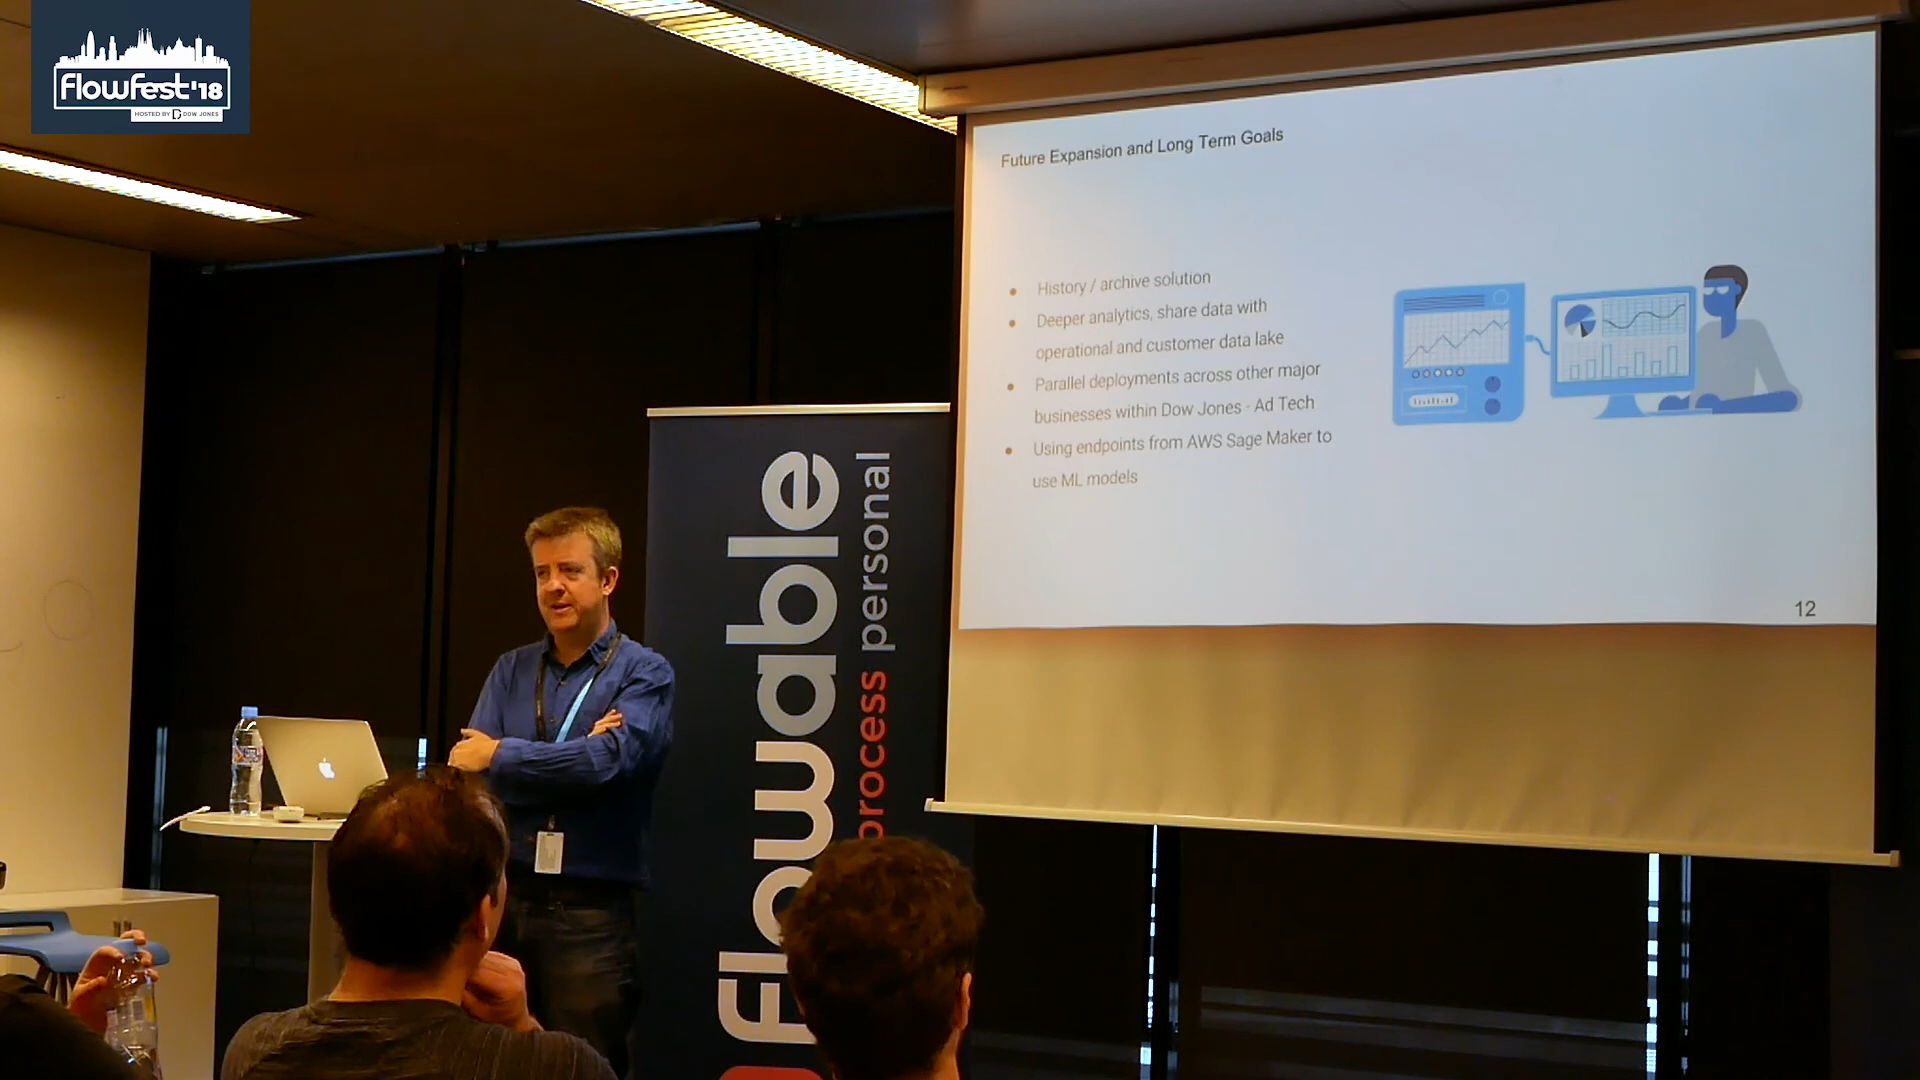 FlowFest'18
HOSTED BY DOW JONES
Future Expansion and Long Term Goals
● History / archive solution
● Deeper analytics, share data with
operational and customer data lake
● Parallel deployments across other major
businesses within Dow Jones - Ad Tech
● Using endpoints from AWS Sage Maker to
use ML models
12
flowable
process personal